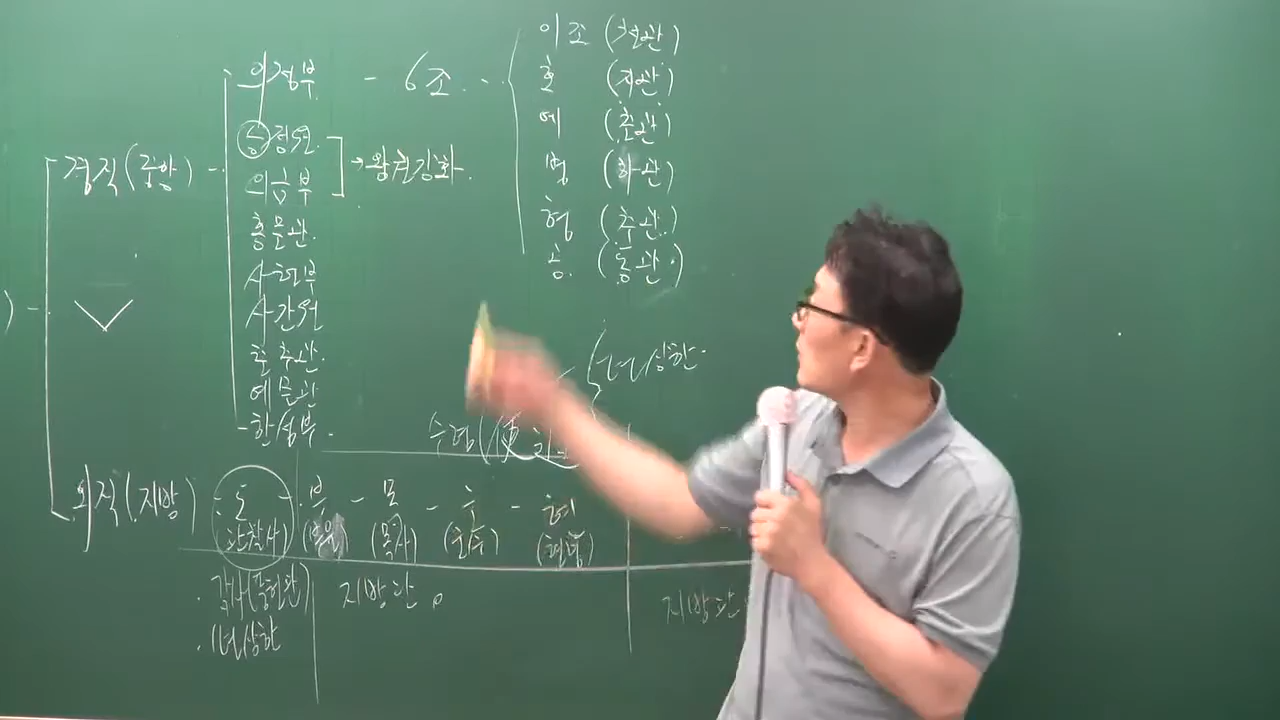 이조 (천관)
의정부 - 6조
호 (지관)
예 (춘관)
승정원
경직 (중앙) - 의금부 → 왕권강화.
병 (하관)
홍문관.
형 (추관)
사헌부
공. (동관)
사간원
춘추관.
1년상한.
예문관
한성부.
수령 (使
외직 (지방) - 도 - 부 - 목 - - 현
관찰사) (목사) (군수) (현령)
· 감사 지방관.
지방관
· 1년상한